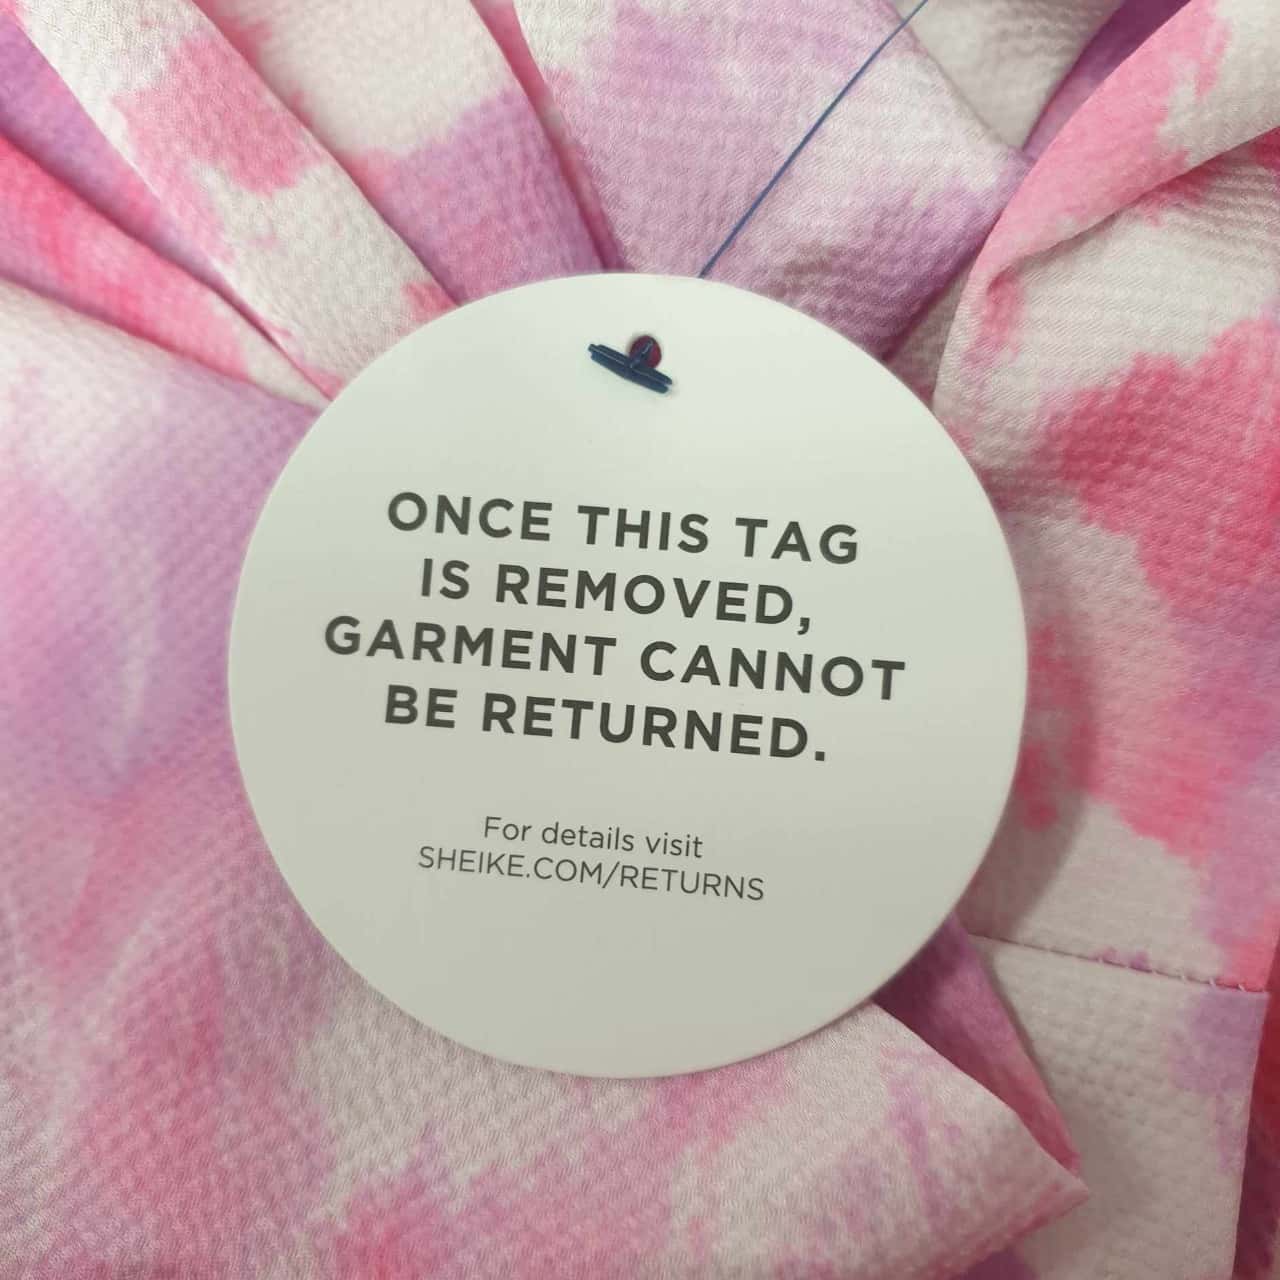 ONCE THIS TAG
IS REMOVED,
GARMENT CANNOT
BE RETURNED.
For details visit
SHEIKE.COM/RETURNS